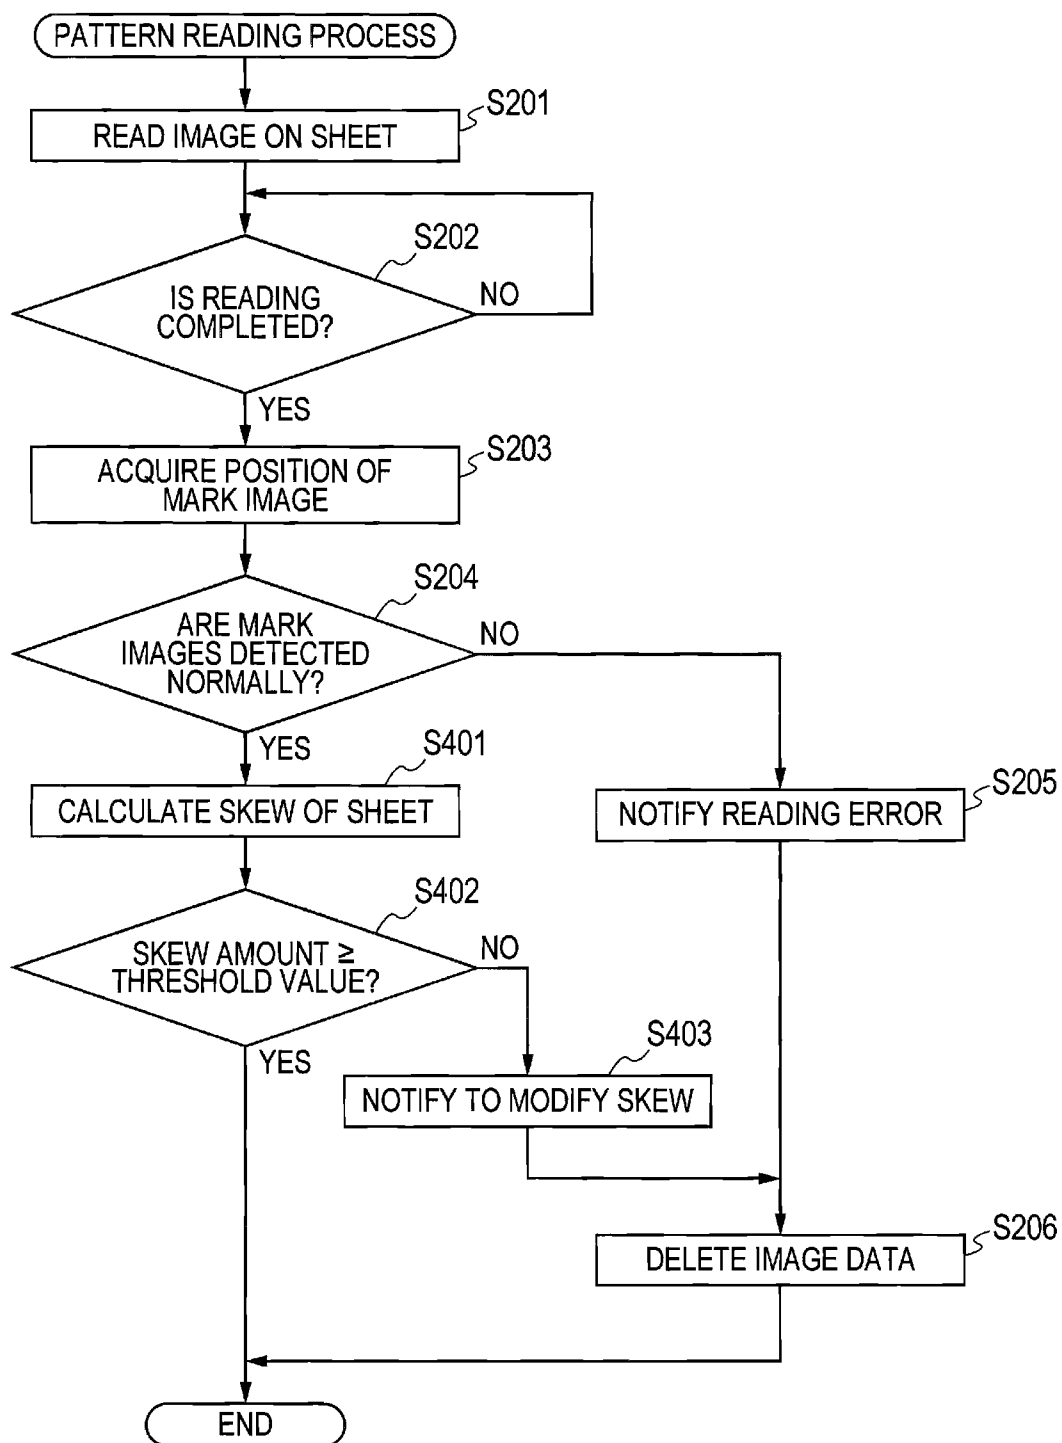 PATTERN READING PROCESS
S201
READ IMAGE ON SHEET
S202
IS READING
COMPLETED?
NO
YES
S203
ACQUIRE POSITION OF
MARK IMAGE
S204
ARE MARK
IMAGES DETECTED
NORMALLY?
NO
YES
S401
CALCULATE SKEW OF SHEET
S205
NOTIFY READING ERROR
S402
SKEW AMOUNT ≥
THRESHOLD VALUE?
NO
YES
S403
NOTIFY TO MODIFY SKEW
S206
DELETE IMAGE DATA
END